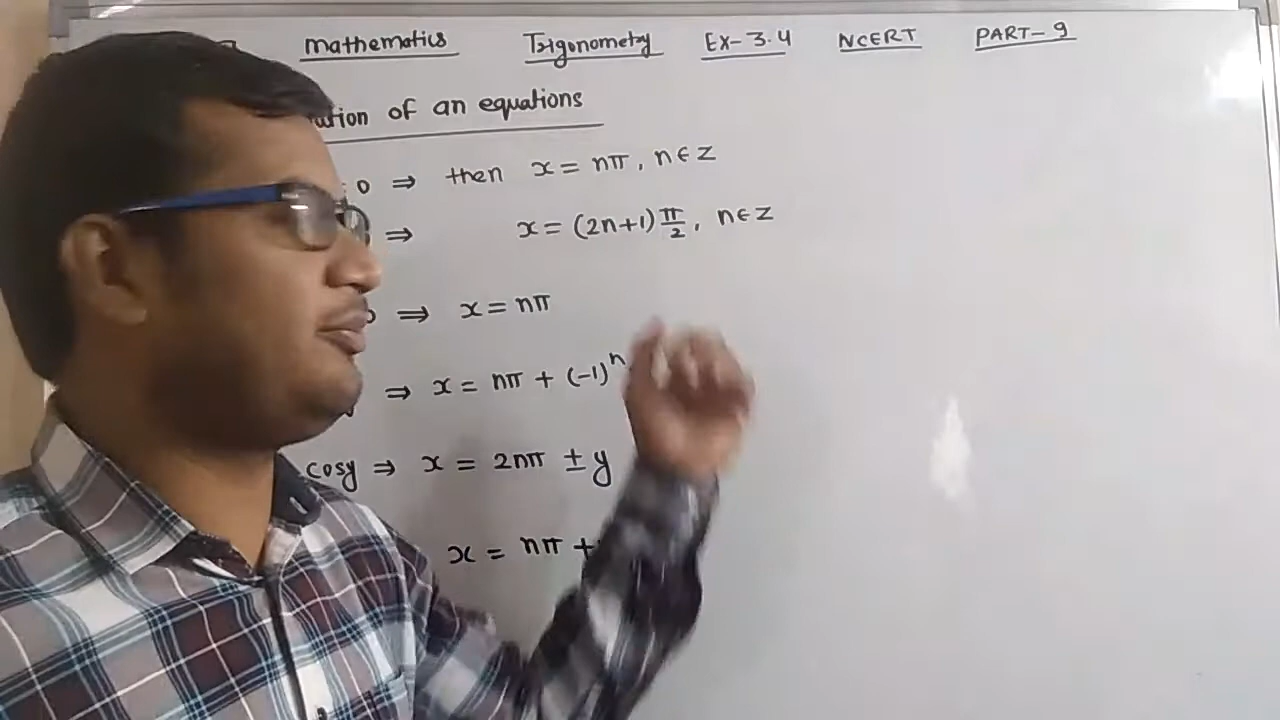 mathematics Trigonometry EX-3.4 NCERT PART-9
of an equations
0 ⇒ then x = nπ, n∈Z
⇒ x = (2n+1) π/2, n∈Z
⇒ x = nπ
⇒ x = nπ + (-1)^n
cosy ⇒ x = 2nπ ± y
x = nπ +